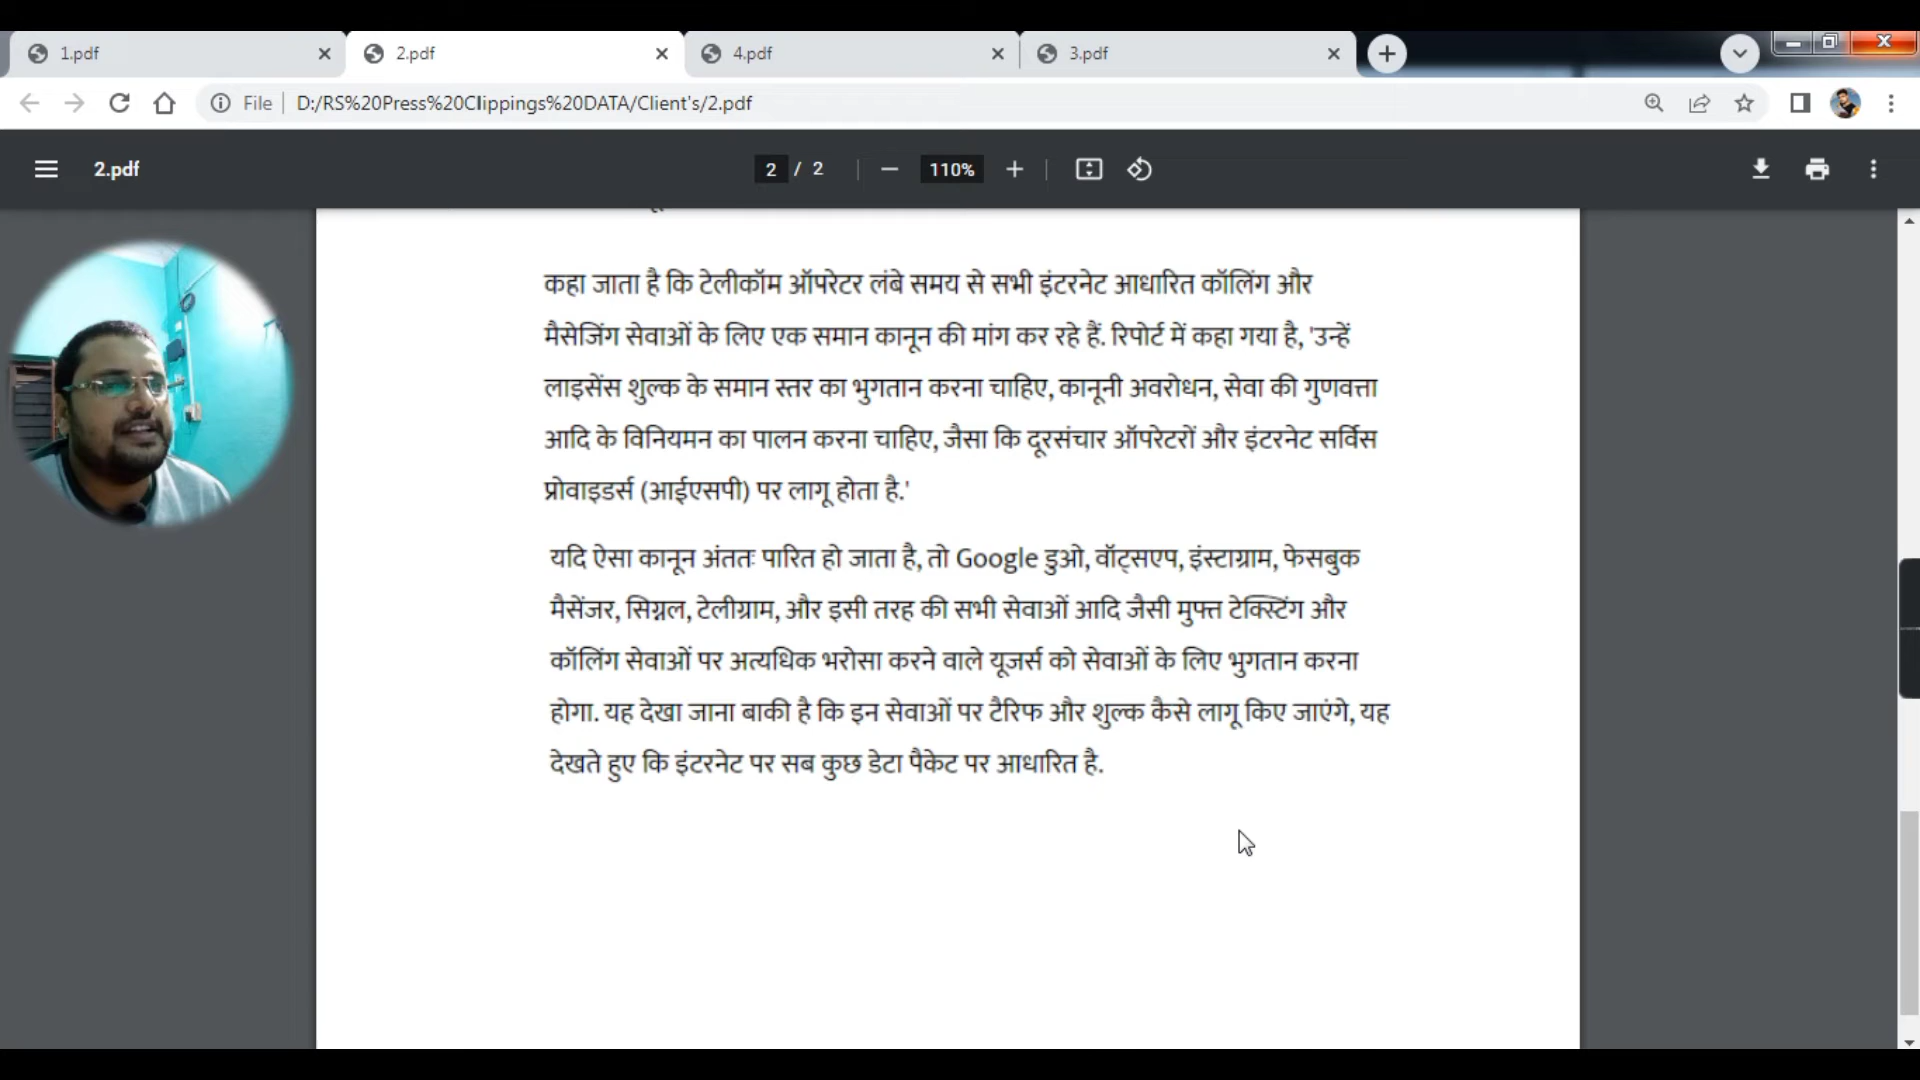 1.pdf
2.pdf
4.pdf
3.pdf
File
D:/RS%20Press%20Clippings%20DATA/Client's/2.pdf
2.pdf
2 / 2
110%
कहा जाता है कि टेलीकॉम ऑपरेटर लंबे समय से सभी इंटरनेट आधारित कॉलिंग और
मैसेजिंग सेवाओं के लिए एक समान कानून की मांग कर रहे हैं. रिपोर्ट में कहा गया है, 'उन्हें
लाइसेंस शुल्क के समान स्तर का भुगतान करना चाहिए, कानूनी अवरोधन, सेवा की गुणवत्ता
आदि के विनियमन का पालन करना चाहिए, जैसा कि दूरसंचार ऑपरेटरों और इंटरनेट सर्विस
प्रोवाइडर्स (आईएसपी) पर लागू होता है.'
यदि ऐसा कानून अंततः पारित हो जाता है, तो Google डुओ, वॉट्सएप, इंस्टाग्राम, फेसबुक
मैसेंजर, सिग्नल, टेलीग्राम, और इसी तरह की सभी सेवाओं आदि जैसी मुफ्त टेक्स्टिंग और
कॉलिंग सेवाओं पर अत्यधिक भरोसा करने वाले यूजर्स को सेवाओं के लिए भुगतान करना
होगा. यह देखा जाना बाकी है कि इन सेवाओं पर टैरिफ और शुल्क कैसे लागू किए जाएंगे, यह
देखते हुए कि इंटरनेट पर सब कुछ डेटा पैकेट पर आधारित है.